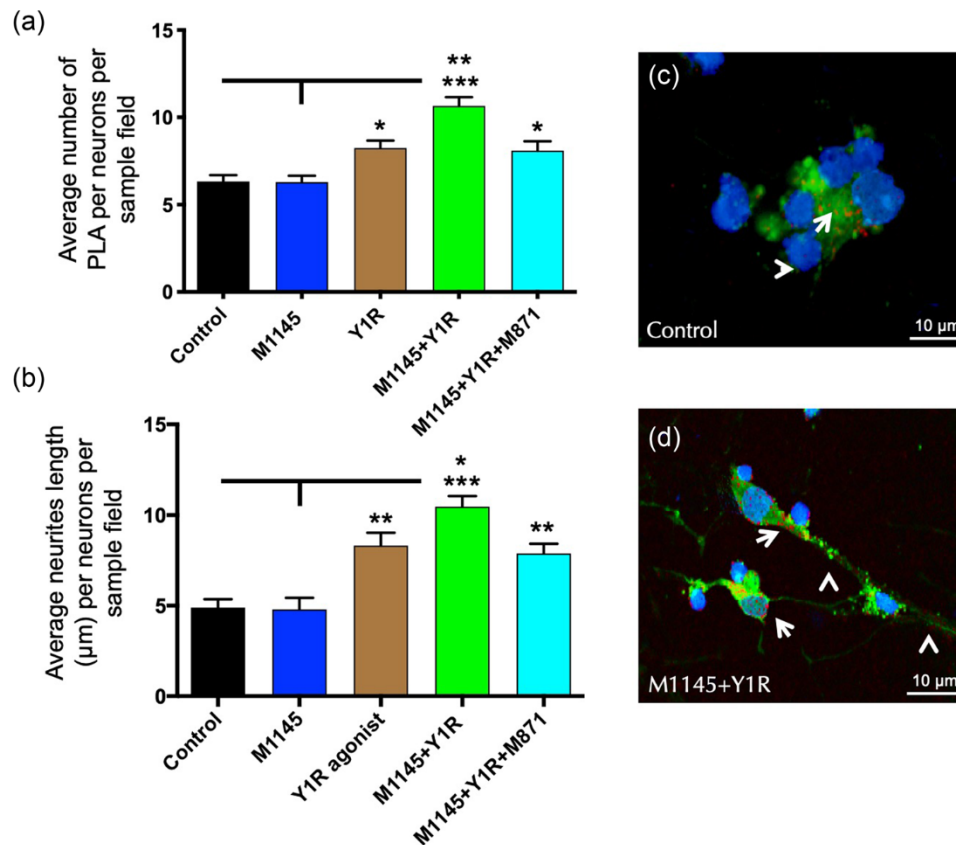 (a)
Average number of
PLA per neurons per
sample field
15
10
5
0
*
**
***
*
Control
M1145
Y1R
M1145+Y1R
M1145+Y1R+M871
(b)
Average neurites length
(μm) per neurons per
sample field
15
10
5
0
**
*
***
**
Control
M1145
Y1R agonist
M1145+Y1R
M1145+Y1R+M871
(c)
Control
10 μm
(d)
M1145+Y1R
10 μm